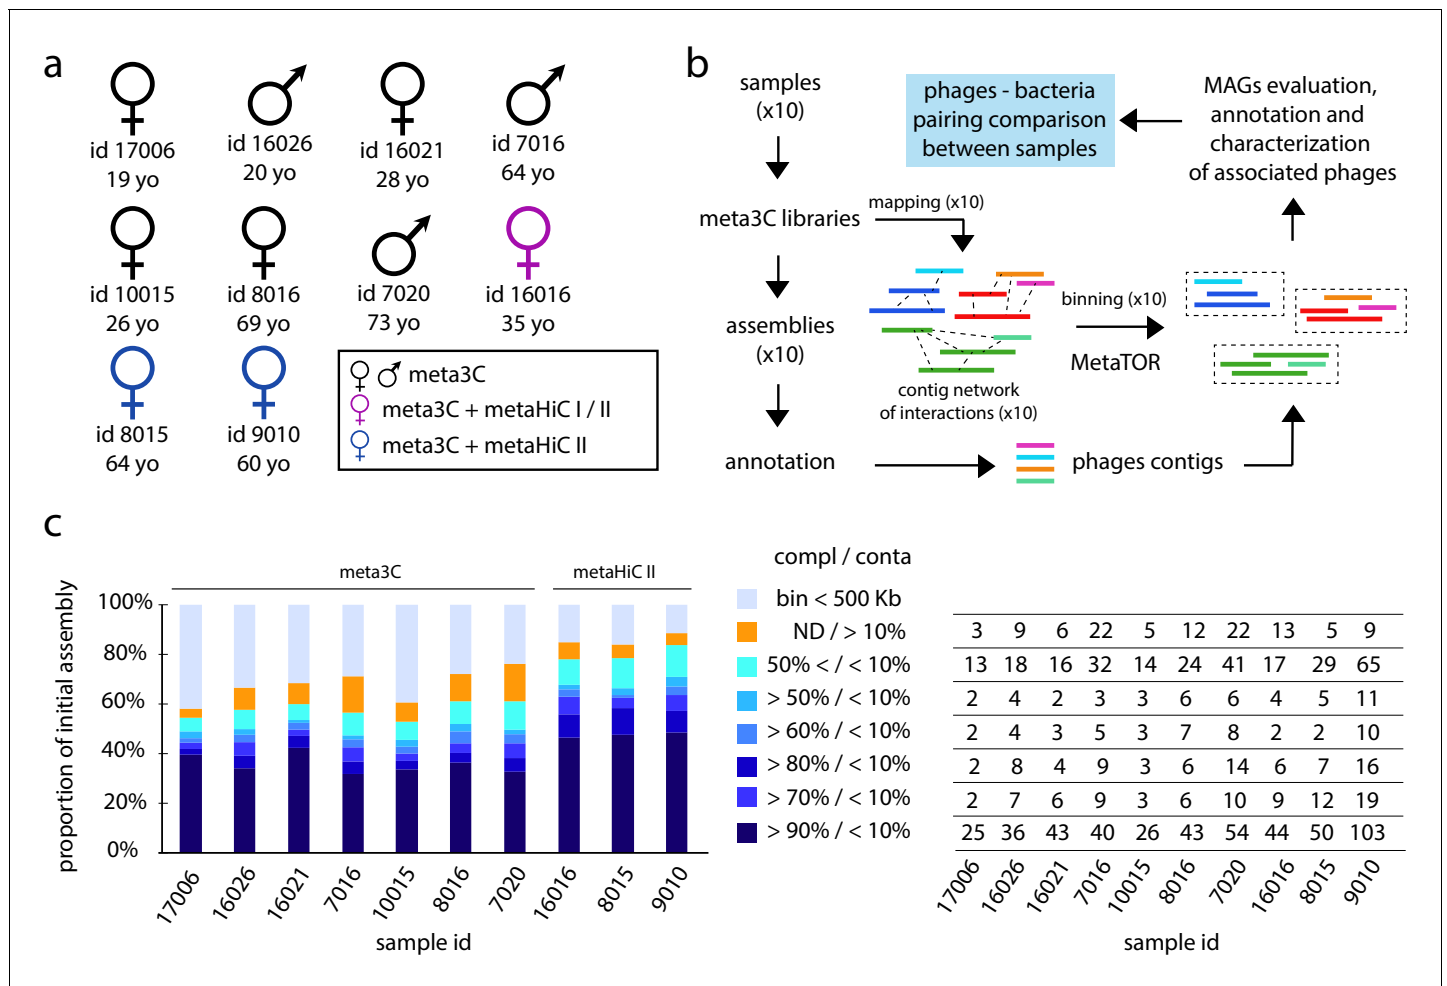 a
id 17006
19 yo
id 16026
20 yo
id 16021
28 yo
id 7016
64 yo
id 10015
26 yo
id 8016
69 yo
id 7020
73 yo
id 16016
35 yo
id 8015
64 yo
id 9010
60 yo
meta3C
meta3C + metaHiC I / II
meta3C + metaHiC II
b
samples
(x10)
meta3C libraries
assemblies
(x10)
annotation
mapping (x10)
contig network
of interactions (x10)
binning (x10)
MetaTOR
phages contigs
MAGs evaluation,
annotation and
characterization
of associated phages
phages - bacteria
pairing comparison
between samples
c
proportion of initial assembly
100%
80%
60%
40%
20%
0%
meta3C
metaHiC II
17006
16026
16021
7016
10015
8016
7020
16016
8015
9010
sample id
compl / conta
bin < 500 Kb
ND / > 10%
50% < / < 10%
> 50% / < 10%
> 60% / < 10%
> 80% / < 10%
> 70% / < 10%
> 90% / < 10%
3 9 6 22 5 12 22 13 5 9
13 18 16 32 14 24 41 17 29 65
2 4 2 3 3 6 6 4 5 11
2 4 3 5 3 7 8 2 2 10
2 8 4 9 3 6 14 6 7 16
2 7 6 9 3 6 10 9 12 19
25 36 43 40 26 43 54 44 50 103
17006
16026
16021
7016
10015
8016
7020
16016
8015
9010
sample id